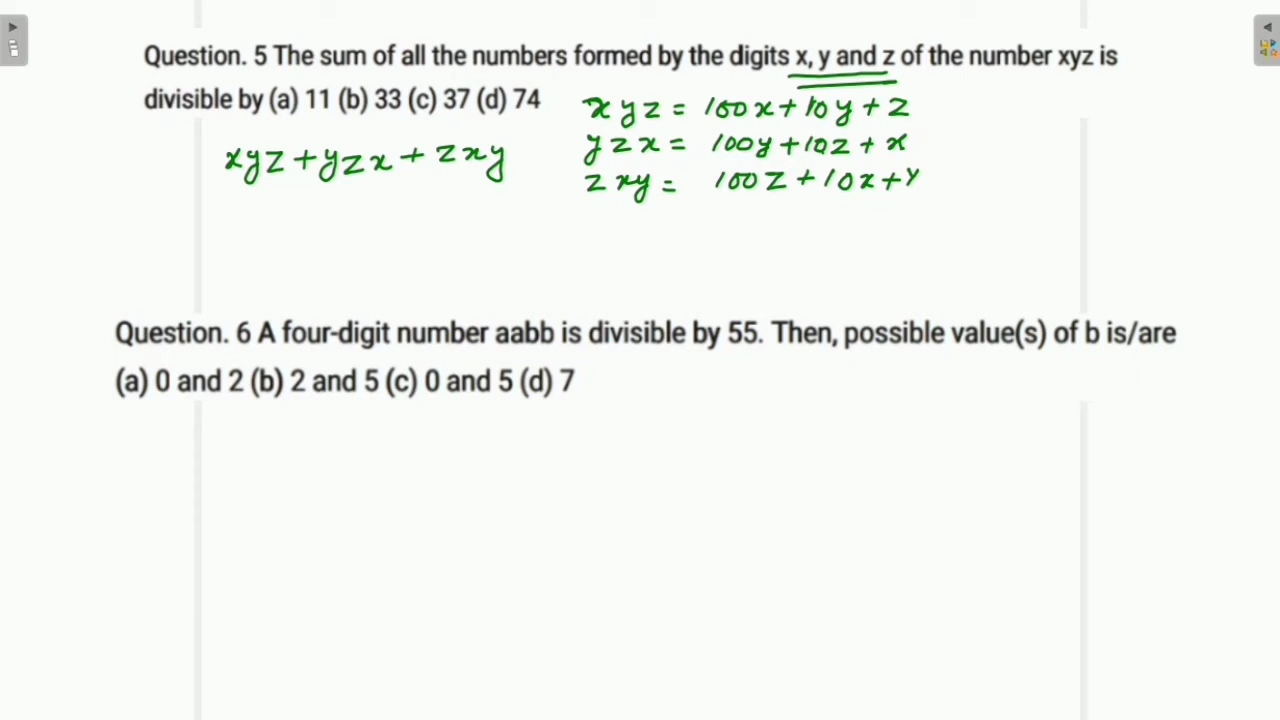 Question. 5 The sum of all the numbers formed by the digits x, y and z of the number xyz is
divisible by (a) 11 (b) 33 (c) 37 (d) 74
xyz = 100x + 10y + z
xyz + yzx + zxy
yzx = 100y + 10z + x
zxy = 100z + 10x + y
Question. 6 A four-digit number aabb is divisible by 55. Then, possible value(s) of b is/are
(a) 0 and 2 (b) 2 and 5 (c) 0 and 5 (d) 7